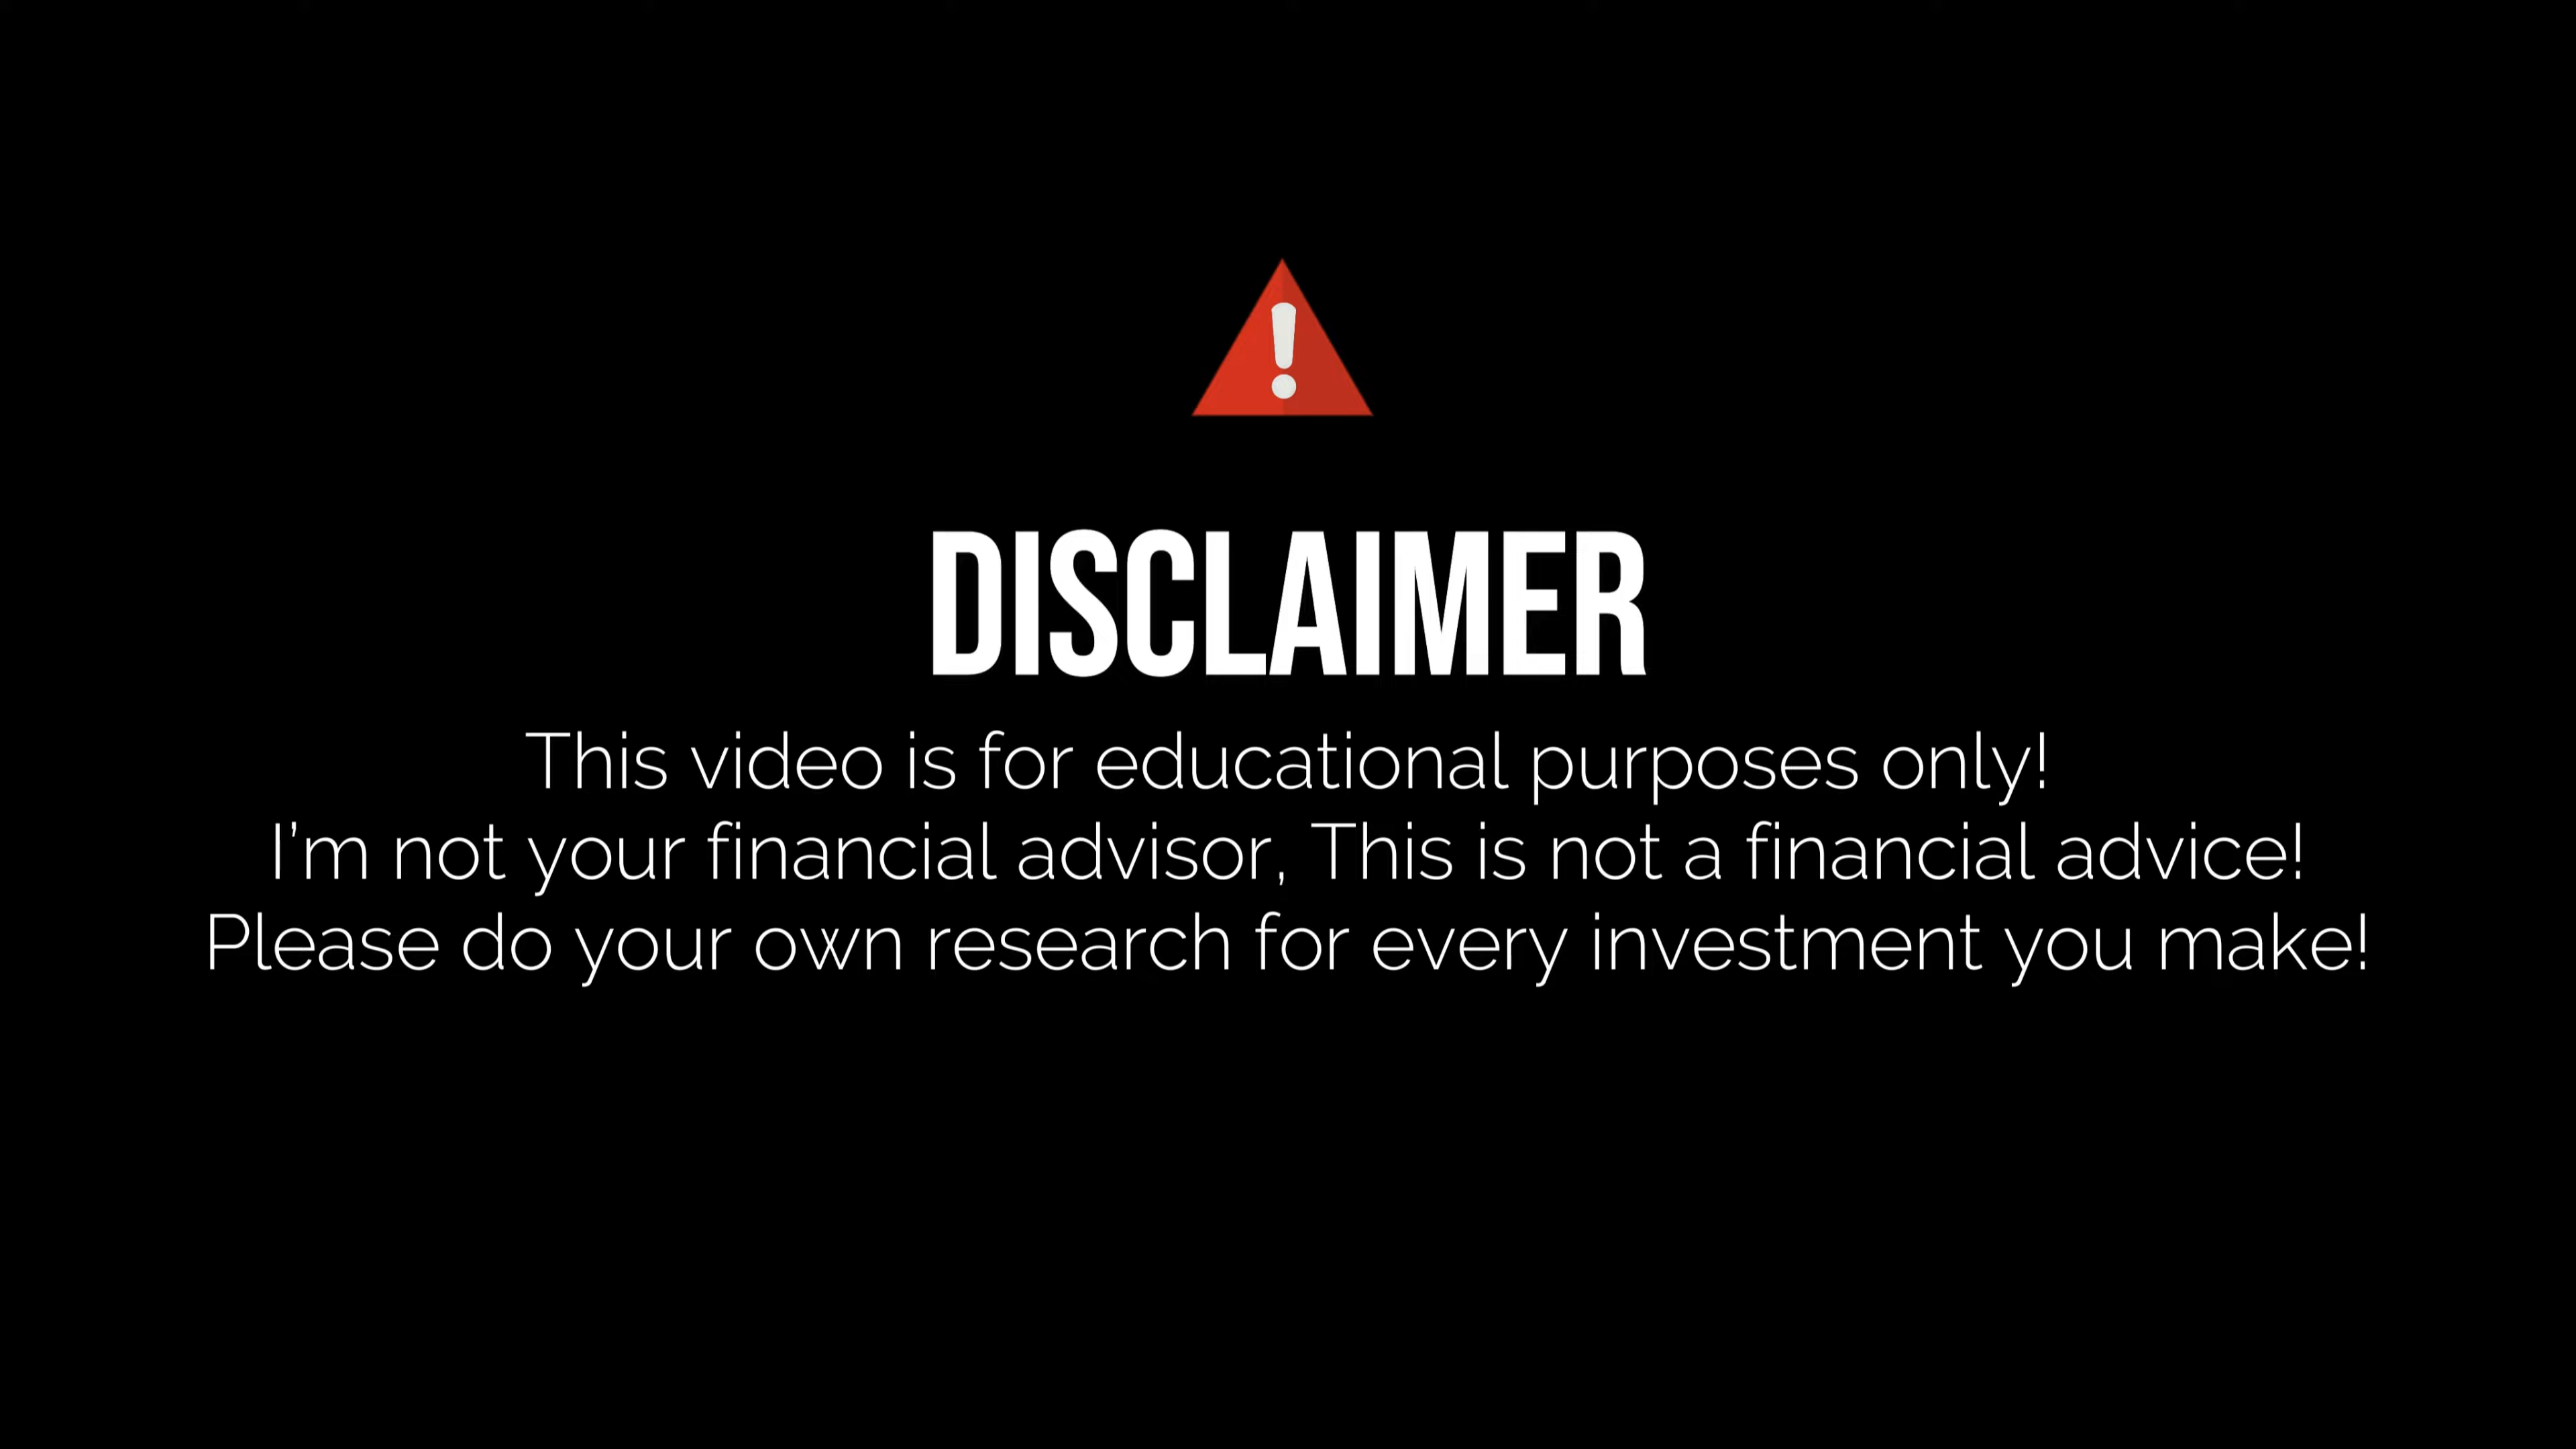 DISCLAIMER
This video is for educational purposes only!
I'm not your financial advisor, This is not a financial advice!
Please do your own research for every investment you make!